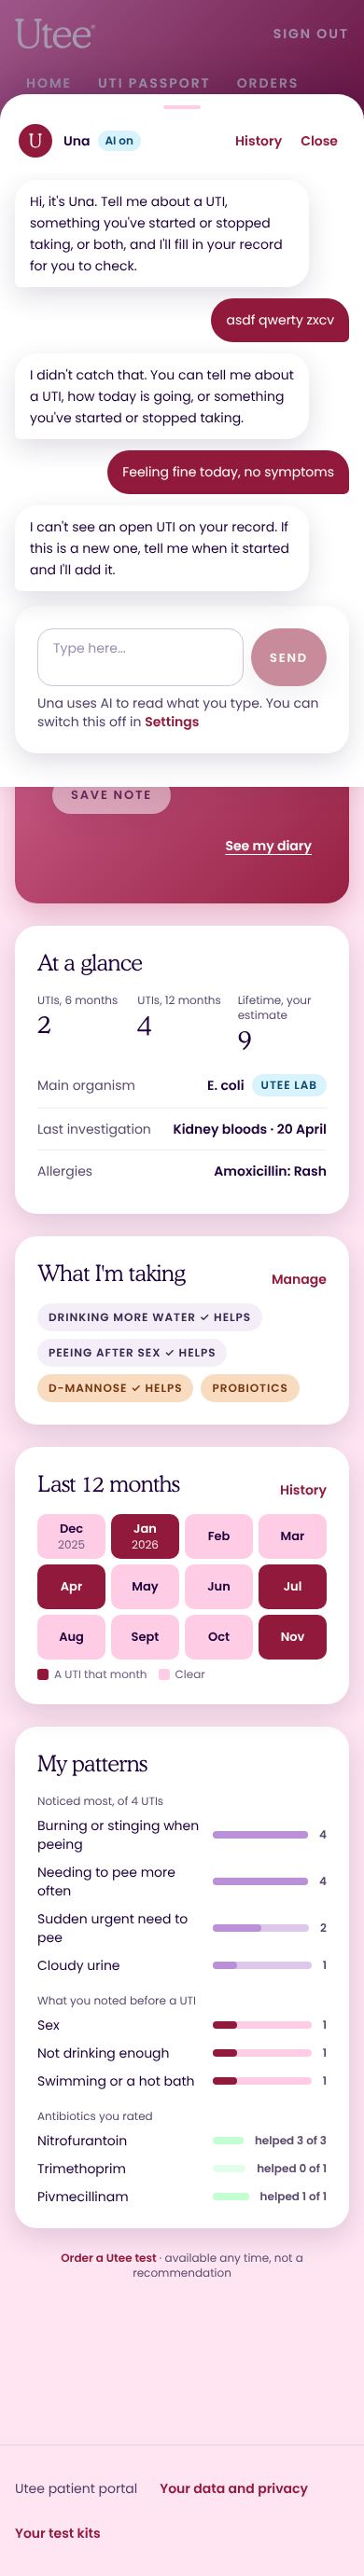 Utee®
SIGN OUT
HOME UTI PASSPORT ORDERS
U Una AI on History Close
Hi, it's Una. Tell me about a UTI,
something you've started or stopped
taking, or both, and I'll fill in your record
for you to check.
asdf qwerty zxcv
I didn't catch that. You can tell me about
a UTI, how today is going, or something
you've started or stopped taking.
Feeling fine today, no symptoms
I can't see an open UTI on your record. If
this is a new one, tell me when it started
and I'll add it.
Type here...
SEND
Una uses AI to read what you type. You can
switch this off in Settings
SAVE NOTE
See my diary
At a glance
UTIs, 6 months
2
UTIs, 12 months
4
Lifetime, your
estimate
9
Main organism E. coli UTEE LAB
Last investigation Kidney bloods · 20 April
Allergies Amoxicillin: Rash
What I'm taking Manage
DRINKING MORE WATER ✓ HELPS
PEEING AFTER SEX ✓ HELPS
D-MANNOSE ✓ HELPS PROBIOTICS
Last 12 months History
Dec
2025
Jan
2026
Feb
Mar
Apr May Jun Jul
Aug Sept Oct Nov
A UTI that month Clear
My patterns
Noticed most, of 4 UTIs
Burning or stinging when
peeing
4
Needing to pee more
often
4
Sudden urgent need to
pee
2
Cloudy urine 1
What you noted before a UTI
Sex 1
Not drinking enough 1
Swimming or a hot bath 1
Antibiotics you rated
Nitrofurantoin helped 3 of 3
Trimethoprim helped 0 of 1
Pivmecillinam helped 1 of 1
Order a Utee test · available any time, not a
recommendation
Utee patient portal Your data and privacy
Your test kits